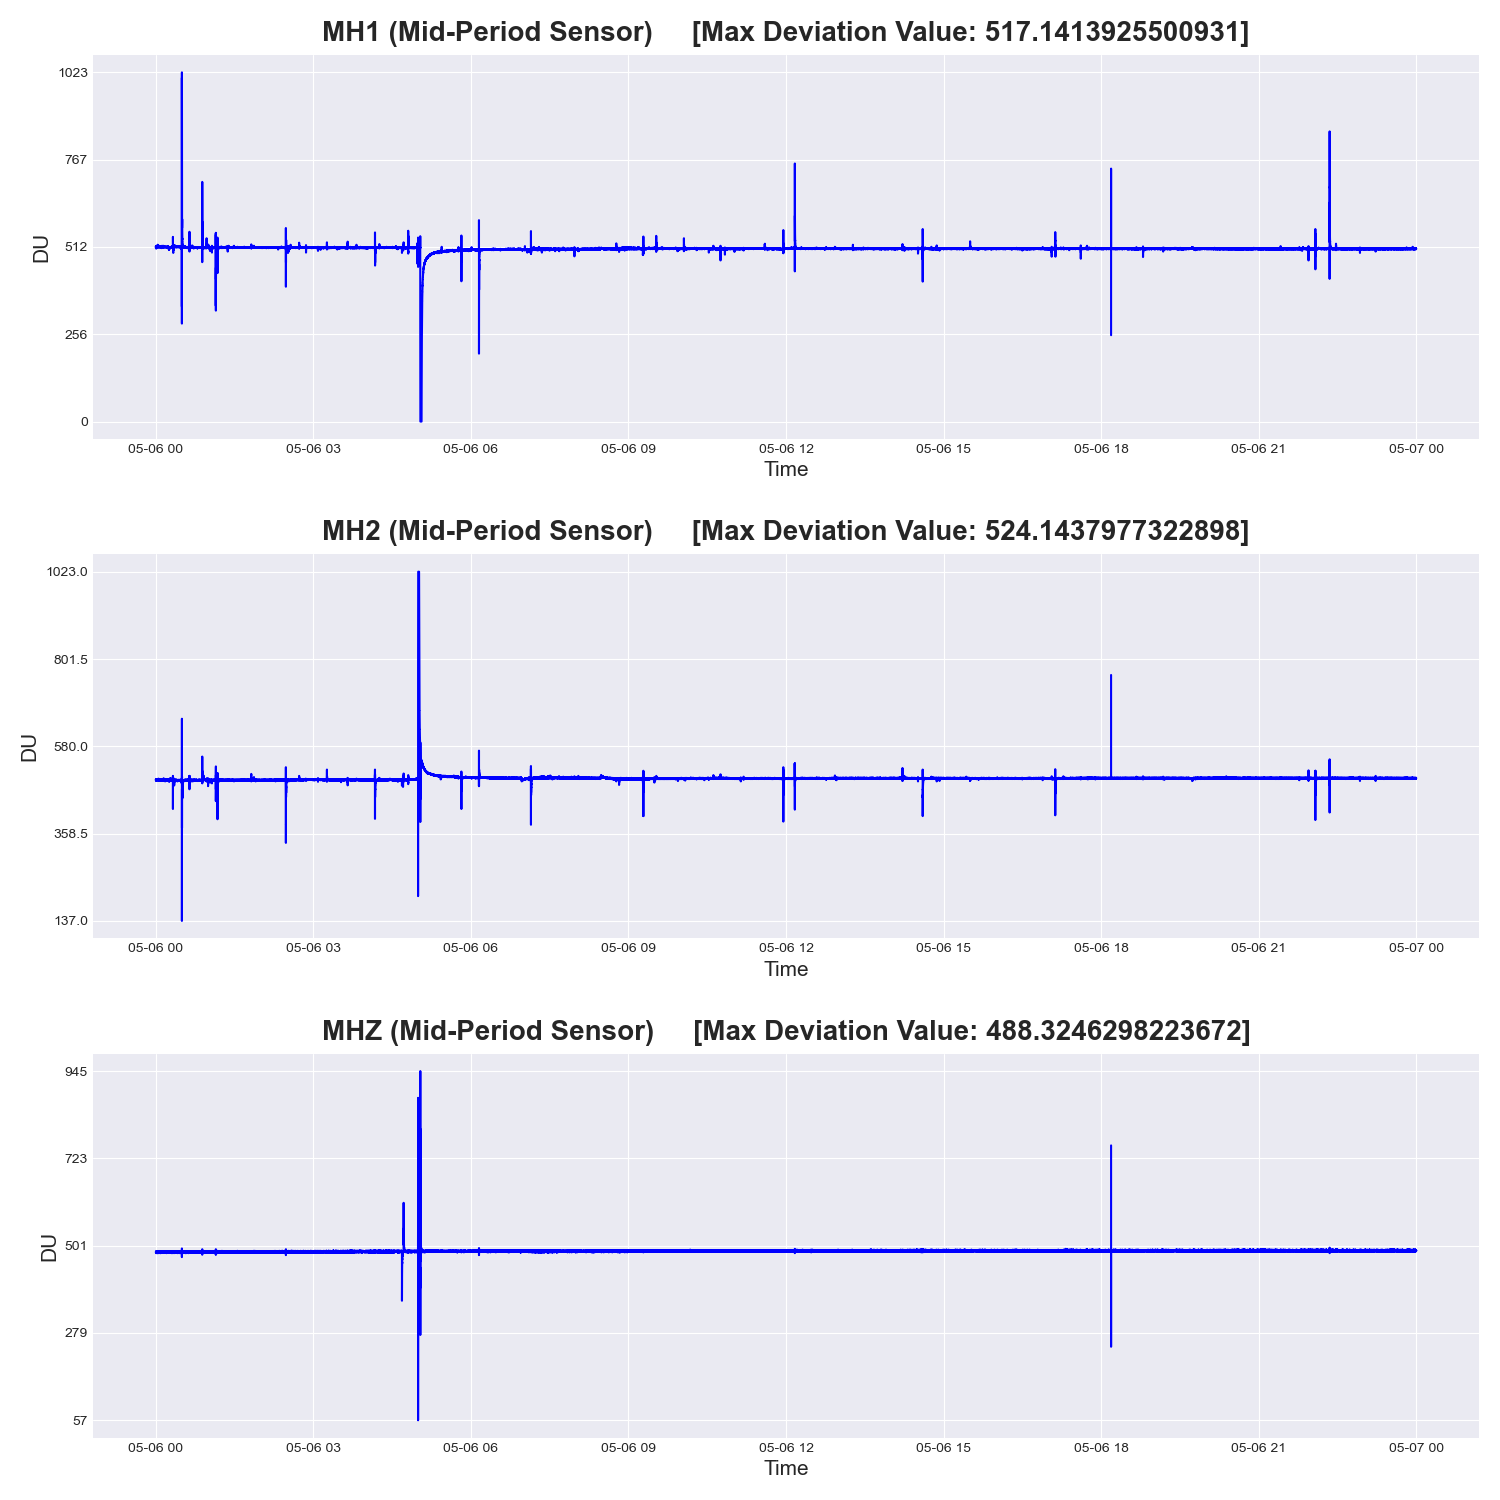 MH1 (Mid-Period Sensor) [Max Deviation Value: 517.1413925500931]
1023
767
512
256
0
DU
05-06 00 05-06 03 05-06 06 05-06 09 05-06 12 05-06 15 05-06 18 05-06 21 05-07 00
Time
MH2 (Mid-Period Sensor) [Max Deviation Value: 524.1437977322898]
1023.0
801.5
580.0
358.5
137.0
DU
05-06 00 05-06 03 05-06 06 05-06 09 05-06 12 05-06 15 05-06 18 05-06 21 05-07 00
Time
MHZ (Mid-Period Sensor) [Max Deviation Value: 488.3246298223672]
945
723
501
279
57
DU
05-06 00 05-06 03 05-06 06 05-06 09 05-06 12 05-06 15 05-06 18 05-06 21 05-07 00
Time